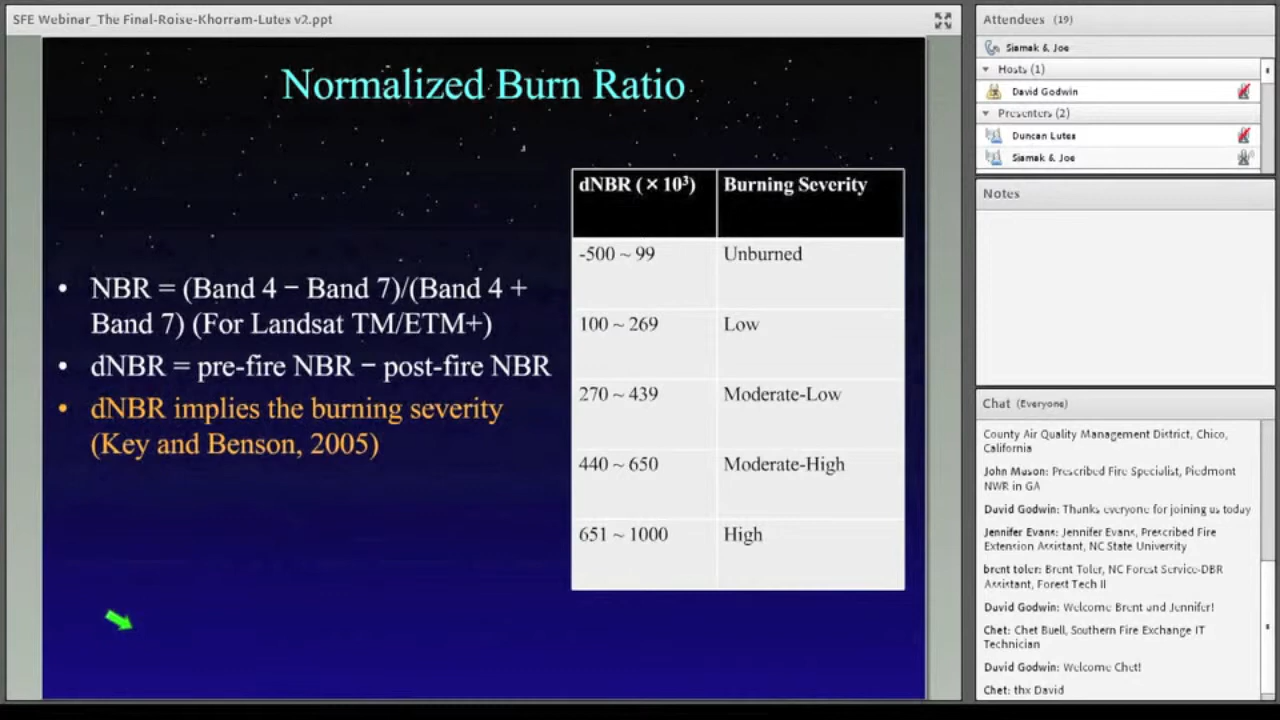 SFE Webinar_The Final-Roise-Khorram-Lutes v2.ppt
Normalized Burn Ratio
• NBR = (Band 4 − Band 7)/(Band 4 +
Band 7) (For Landsat TM/ETM+)
• dNBR = pre-fire NBR − post-fire NBR
• dNBR implies the burning severity
(Key and Benson, 2005)
dNBR (×10³) Burning Severity
-500 ~ 99 Unburned
100 ~ 269 Low
270 ~ 439 Moderate-Low
440 ~ 650 Moderate-High
651 ~ 1000 High
Attendees (19)
Siamak & Joe
Hosts (1)
David Godwin
Presenters (2)
Duncan Lutes
Siamak & Joe
Notes
Chat (Everyone)
County Air Quality Management District, Chico,
California
John Mason: Prescribed Fire Specialist, Piedmont
NWR in GA
David Godwin: Thanks everyone for joining us today
Jennifer Evans: Jennifer Evans, Prescribed Fire
Extension Assistant, NC State University
brent toler: Brent Toler, NC Forest Service-DBR
Assistant, Forest Tech II
David Godwin: Welcome Brent and Jennifer!
Chet: Chet Buell, Southern Fire Exchange IT
Technician
David Godwin: Welcome Chet!
Chet: thx David